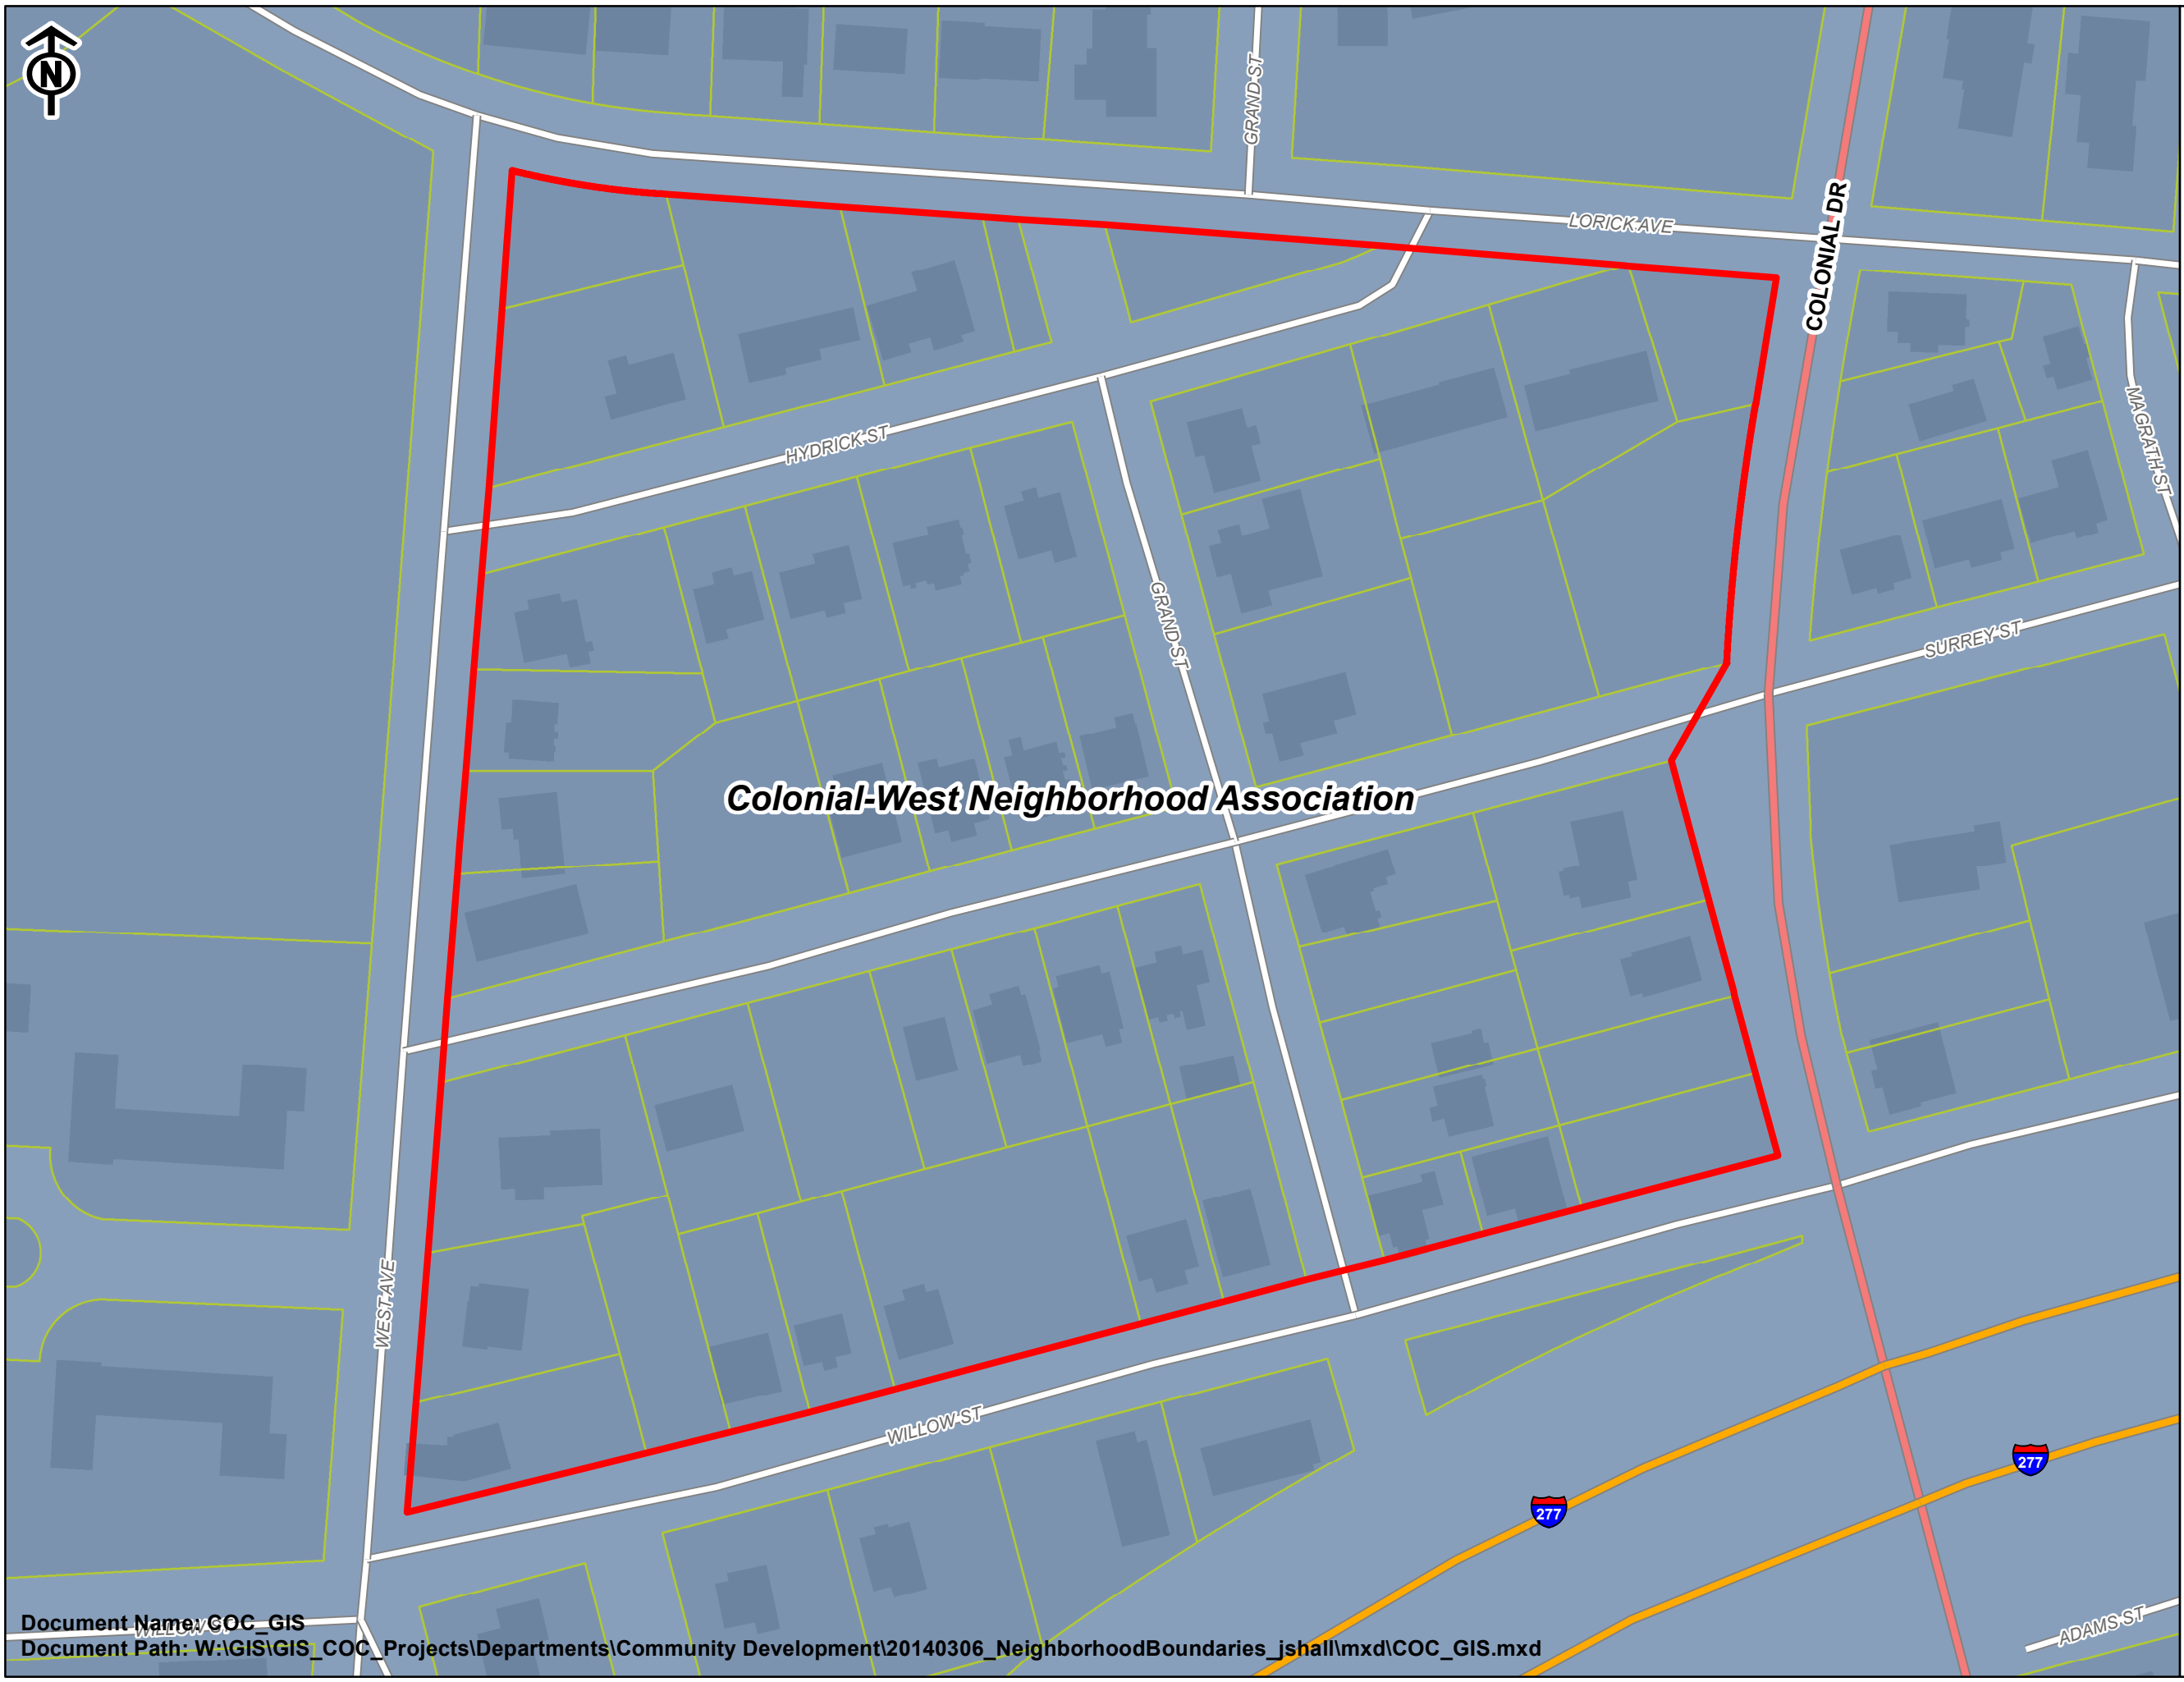 N
GRAND ST
LORICK AVE
COLONIAL DR
MAGRATH ST
HYDRICK ST
GRAND ST
SURREY ST
Colonial-West Neighborhood Association
WEST AVE
WILLOW ST
277
277
WILLOW ST
ADAMS ST
Document Name: COC_GIS
Document Path: W:\GIS\GIS_COC_Projects\Departments\Community Development\20140306_NeighborhoodBoundaries_jshall\mxd\COC_GIS.mxd